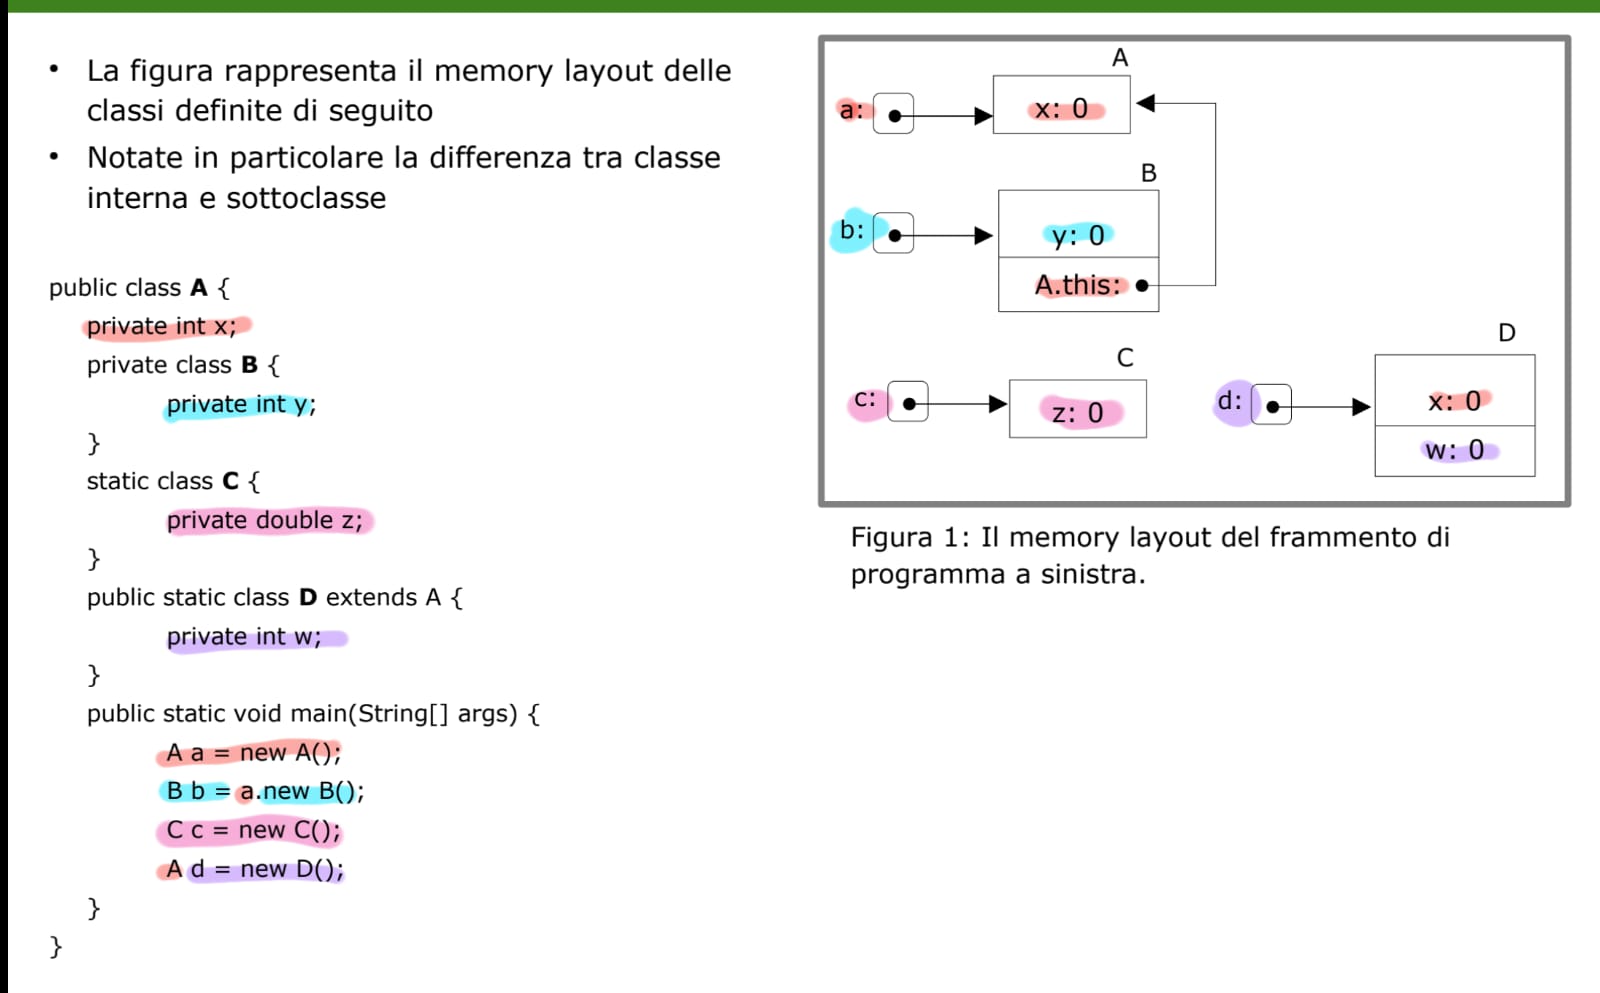 • La figura rappresenta il memory layout delle
classi definite di seguito
• Notate in particolare la differenza tra classe
interna e sottoclasse
public class A {
private int x;
private class B {
private int y;
}
static class C {
private double z;
}
public static class D extends A {
private int w;
}
public static void main(String[] args) {
A a = new A();
B b = a.new B();
C c = new C();
A d = new D();
}
}
A
a:
x: 0
B
b:
y: 0
A.this:
C
c:
z: 0
D
d:
x: 0
w: 0
Figura 1: Il memory layout del frammento di
programma a sinistra.